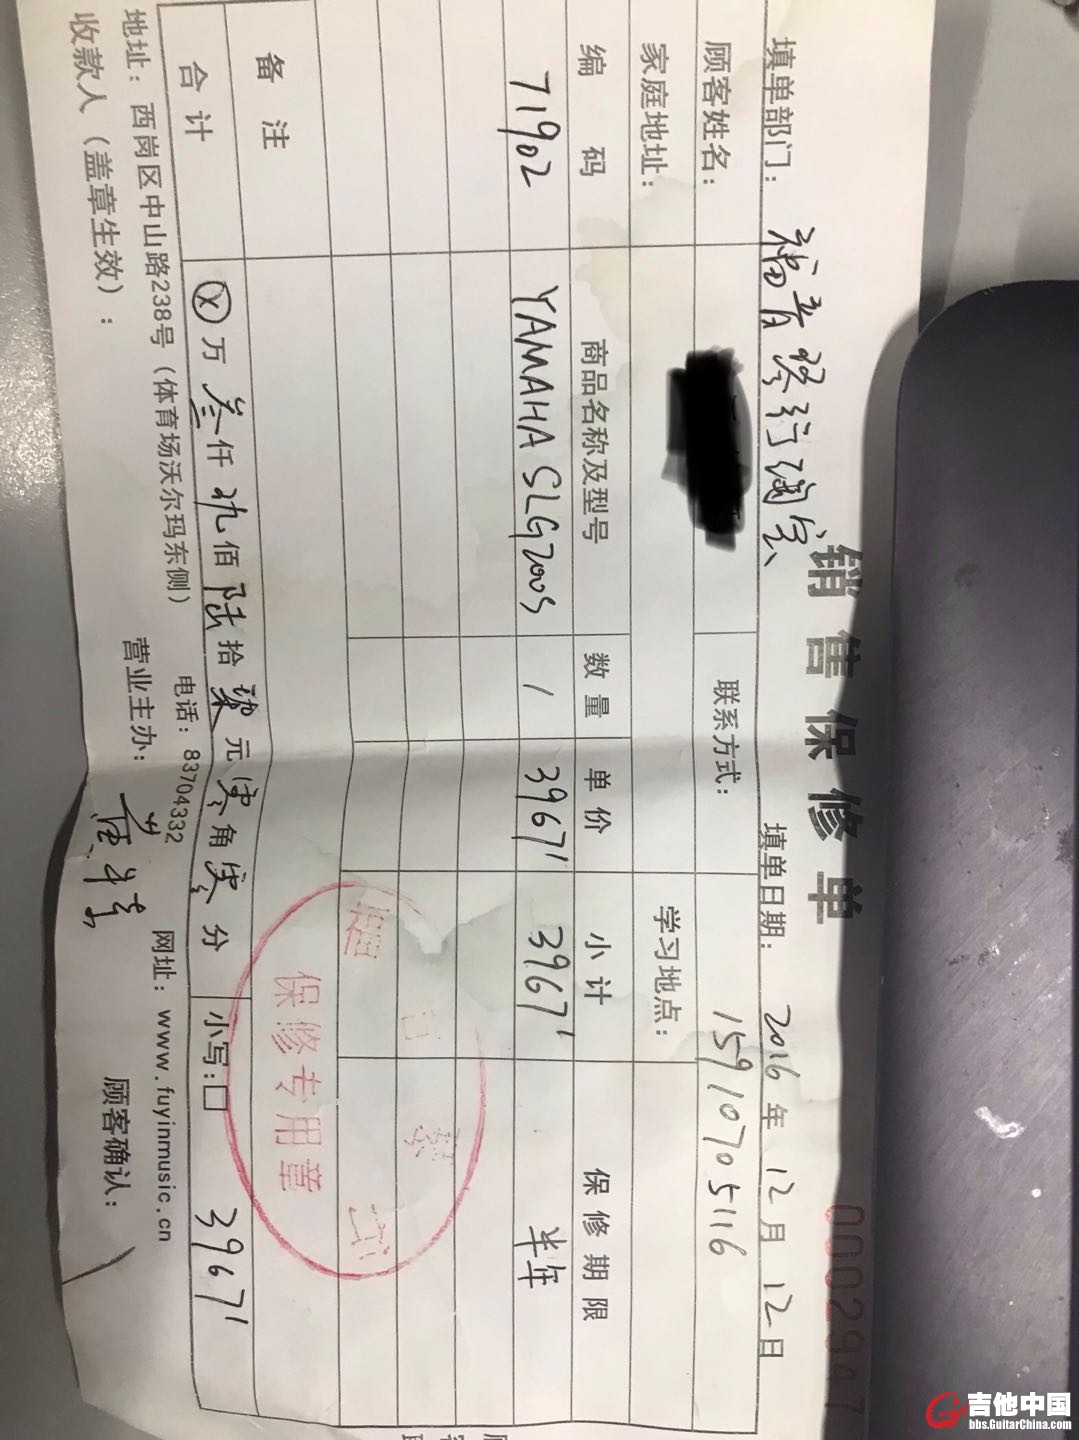 销售保修单
0002947
填单部门： 福音琴行淘宝 填单日期： 2016年12月12日
顾客姓名： 联系方式： 15910705116
家庭地址： 学习地点：
编码 商品名称及型号 数量 单价 小计 保修期限
71902 YAMAHA SLG200S 1 3967 3967 半年
备注
合计 ⓧ万叁仟玖佰陆拾柒元零角零分 小写:□ 3967
福音琴行
保修专用章
地址：西岗区中山路238号（体育场沃尔玛东侧） 电话：83704332 网址：www.fuyinmusic.cn
收款人（盖章生效）： 营业主办： 顾客确认：
吉他中国
bbs.GuitarChina.com